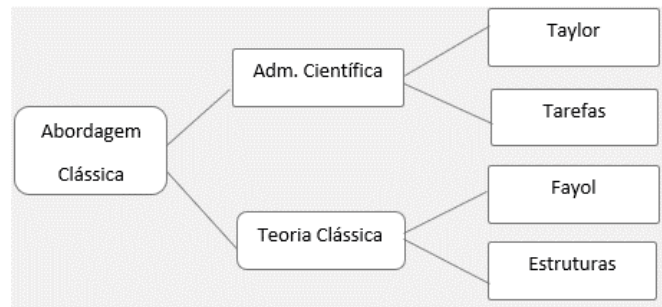 Abordagem
Clássica
Adm. Científica
Teoria Clássica
Taylor
Tarefas
Fayol
Estruturas